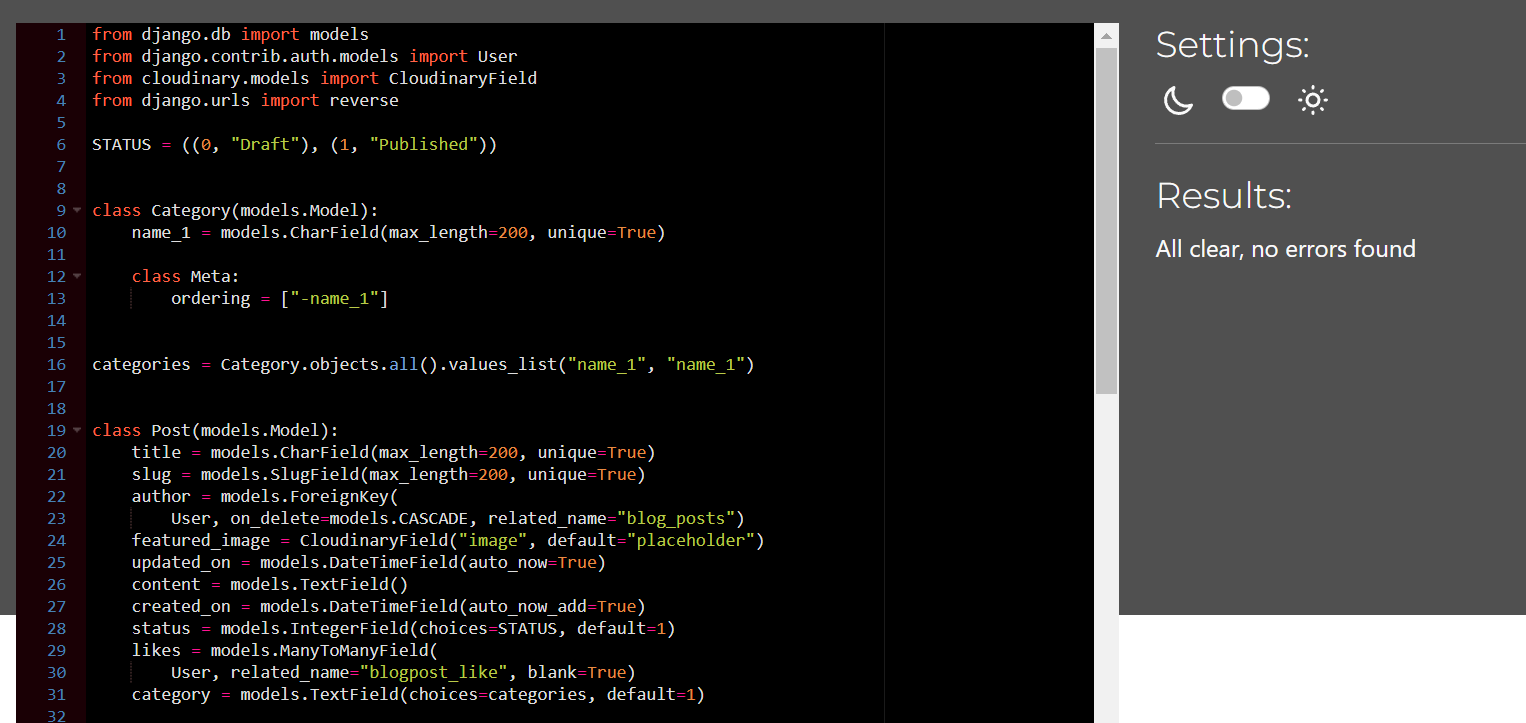 1 from django.db import models
2 from django.contrib.auth.models import User
3 from cloudinary.models import CloudinaryField
4 from django.urls import reverse
5
6 STATUS = ((0, "Draft"), (1, "Published"))
7
8
9 class Category(models.Model):
10     name_1 = models.CharField(max_length=200, unique=True)
11
12     class Meta:
13         ordering = ["-name_1"]
14
15
16 categories = Category.objects.all().values_list("name_1", "name_1")
17
18
19 class Post(models.Model):
20     title = models.CharField(max_length=200, unique=True)
21     slug = models.SlugField(max_length=200, unique=True)
22     author = models.ForeignKey(
23         User, on_delete=models.CASCADE, related_name="blog_posts")
24     featured_image = CloudinaryField("image", default="placeholder")
25     updated_on = models.DateTimeField(auto_now=True)
26     content = models.TextField()
27     created_on = models.DateTimeField(auto_now_add=True)
28     status = models.IntegerField(choices=STATUS, default=1)
29     likes = models.ManyToManyField(
30         User, related_name="blogpost_like", blank=True)
31     category = models.TextField(choices=categories, default=1)
32
Settings:
Results:
All clear, no errors found